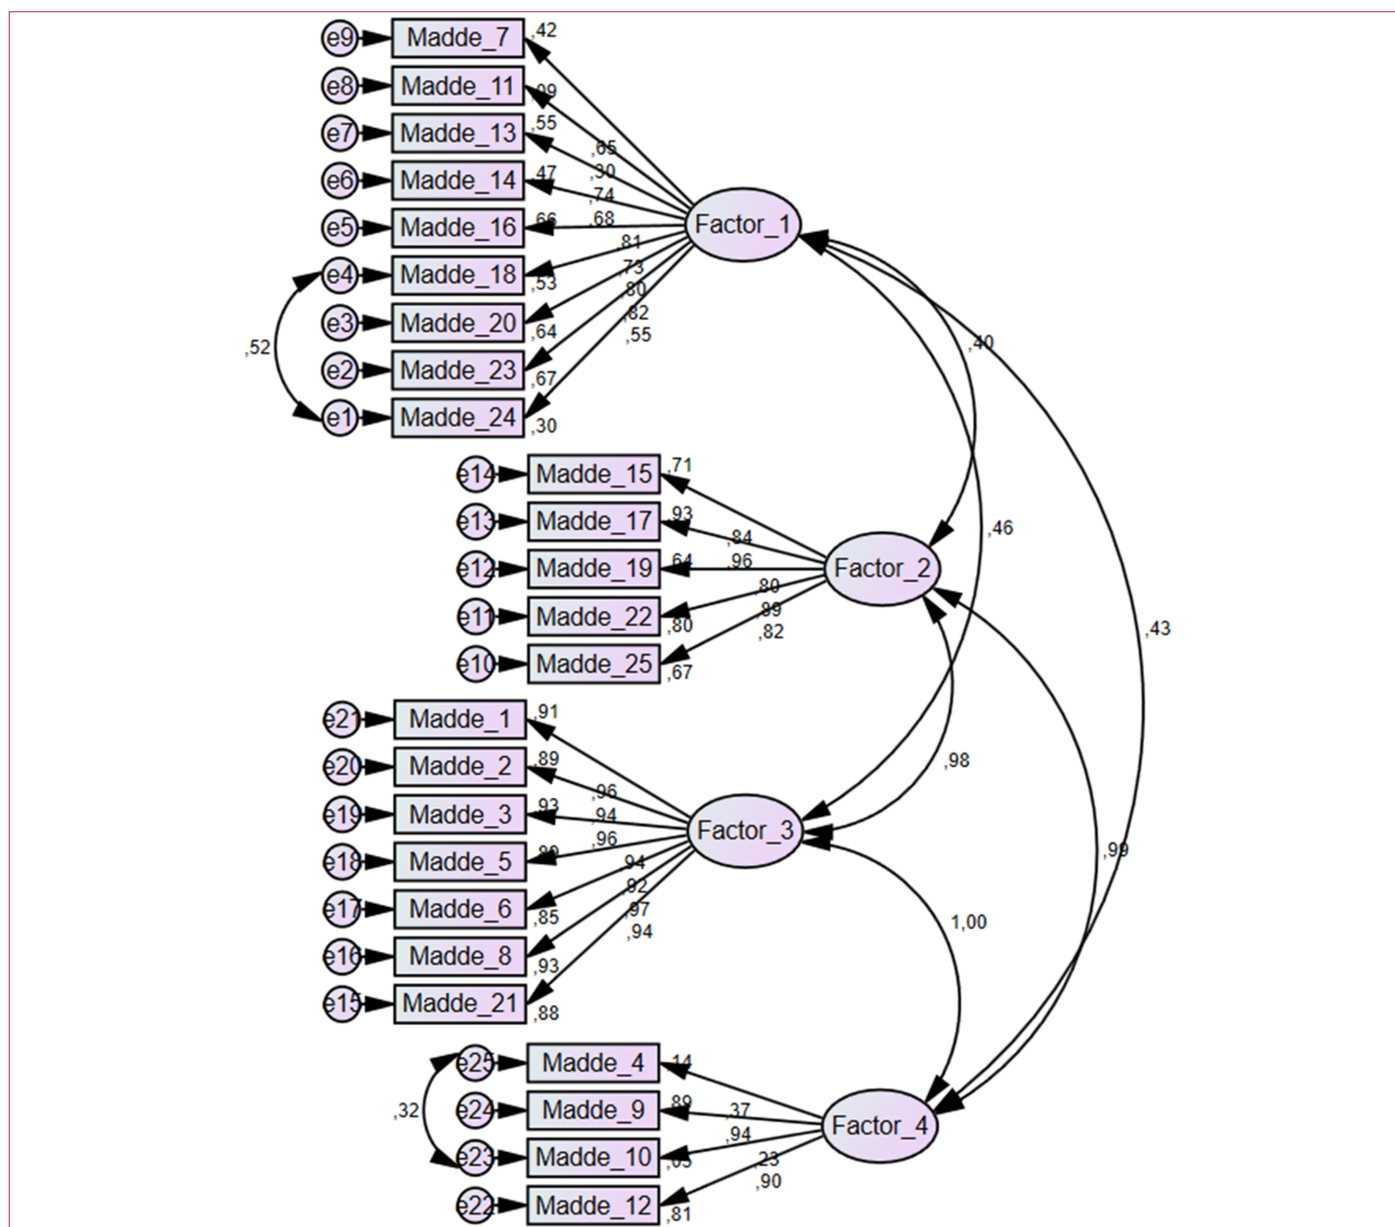 e9 Madde_7 ,42
e8 Madde_11 ,09
e7 Madde_13 ,55
e6 Madde_14 ,47
e5 Madde_16 ,66
e4 Madde_18 ,53
e3 Madde_20 ,64
e2 Madde_23 ,67
e1 Madde_24 ,30
,52
,65
,30
,74
,68
,81
,73
,80
,82
,55
Factor_1
e14 Madde_15 ,71
e13 Madde_17 ,93
e12 Madde_19 ,64
e11 Madde_22 ,80
e10 Madde_25 ,67
,84
,96
,80
,89
,82
Factor_2
e21 Madde_1 ,91
e20 Madde_2 ,89
e19 Madde_3 ,93
e18 Madde_5
e17 Madde_6 ,85
e16 Madde_8 ,93
e15 Madde_21 ,88
,96
,94
,96
,94
,92
,97
,94
Factor_3
e25 Madde_4 ,14
e24 Madde_9 ,89
e23 Madde_10
e22 Madde_12 ,81
,32
,37
,94
,23
,90
Factor_4
,40
,46
,43
,98
,99
1,00